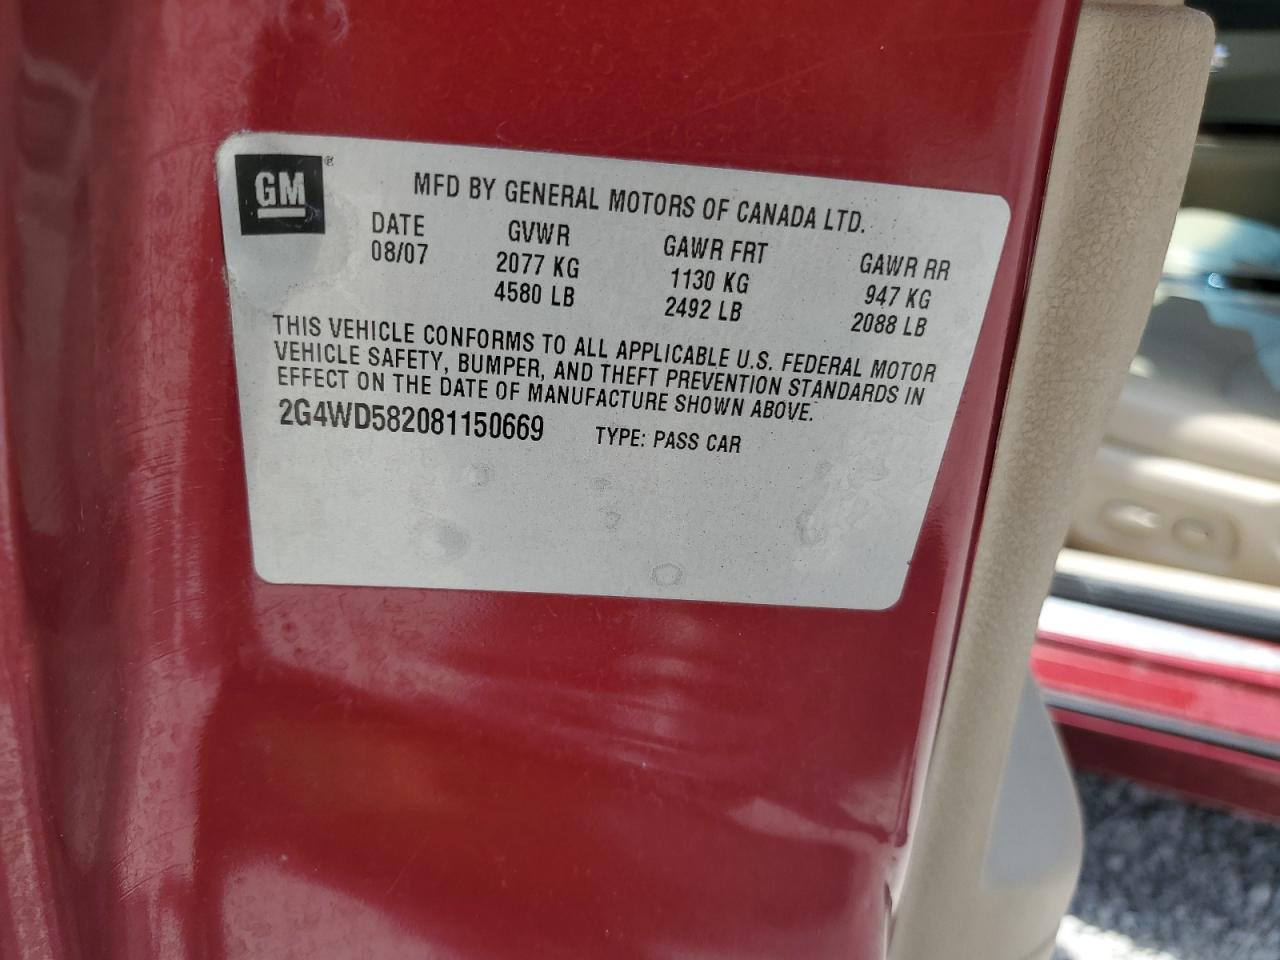 GM®
MFD BY GENERAL MOTORS OF CANADA LTD.
DATE GVWR GAWR FRT GAWR RR
08/07 2077 KG 1130 KG 947 KG
4580 LB 2492 LB 2088 LB
THIS VEHICLE CONFORMS TO ALL APPLICABLE U.S. FEDERAL MOTOR
VEHICLE SAFETY, BUMPER, AND THEFT PREVENTION STANDARDS IN
EFFECT ON THE DATE OF MANUFACTURE SHOWN ABOVE.
2G4WD582081150669 TYPE: PASS CAR